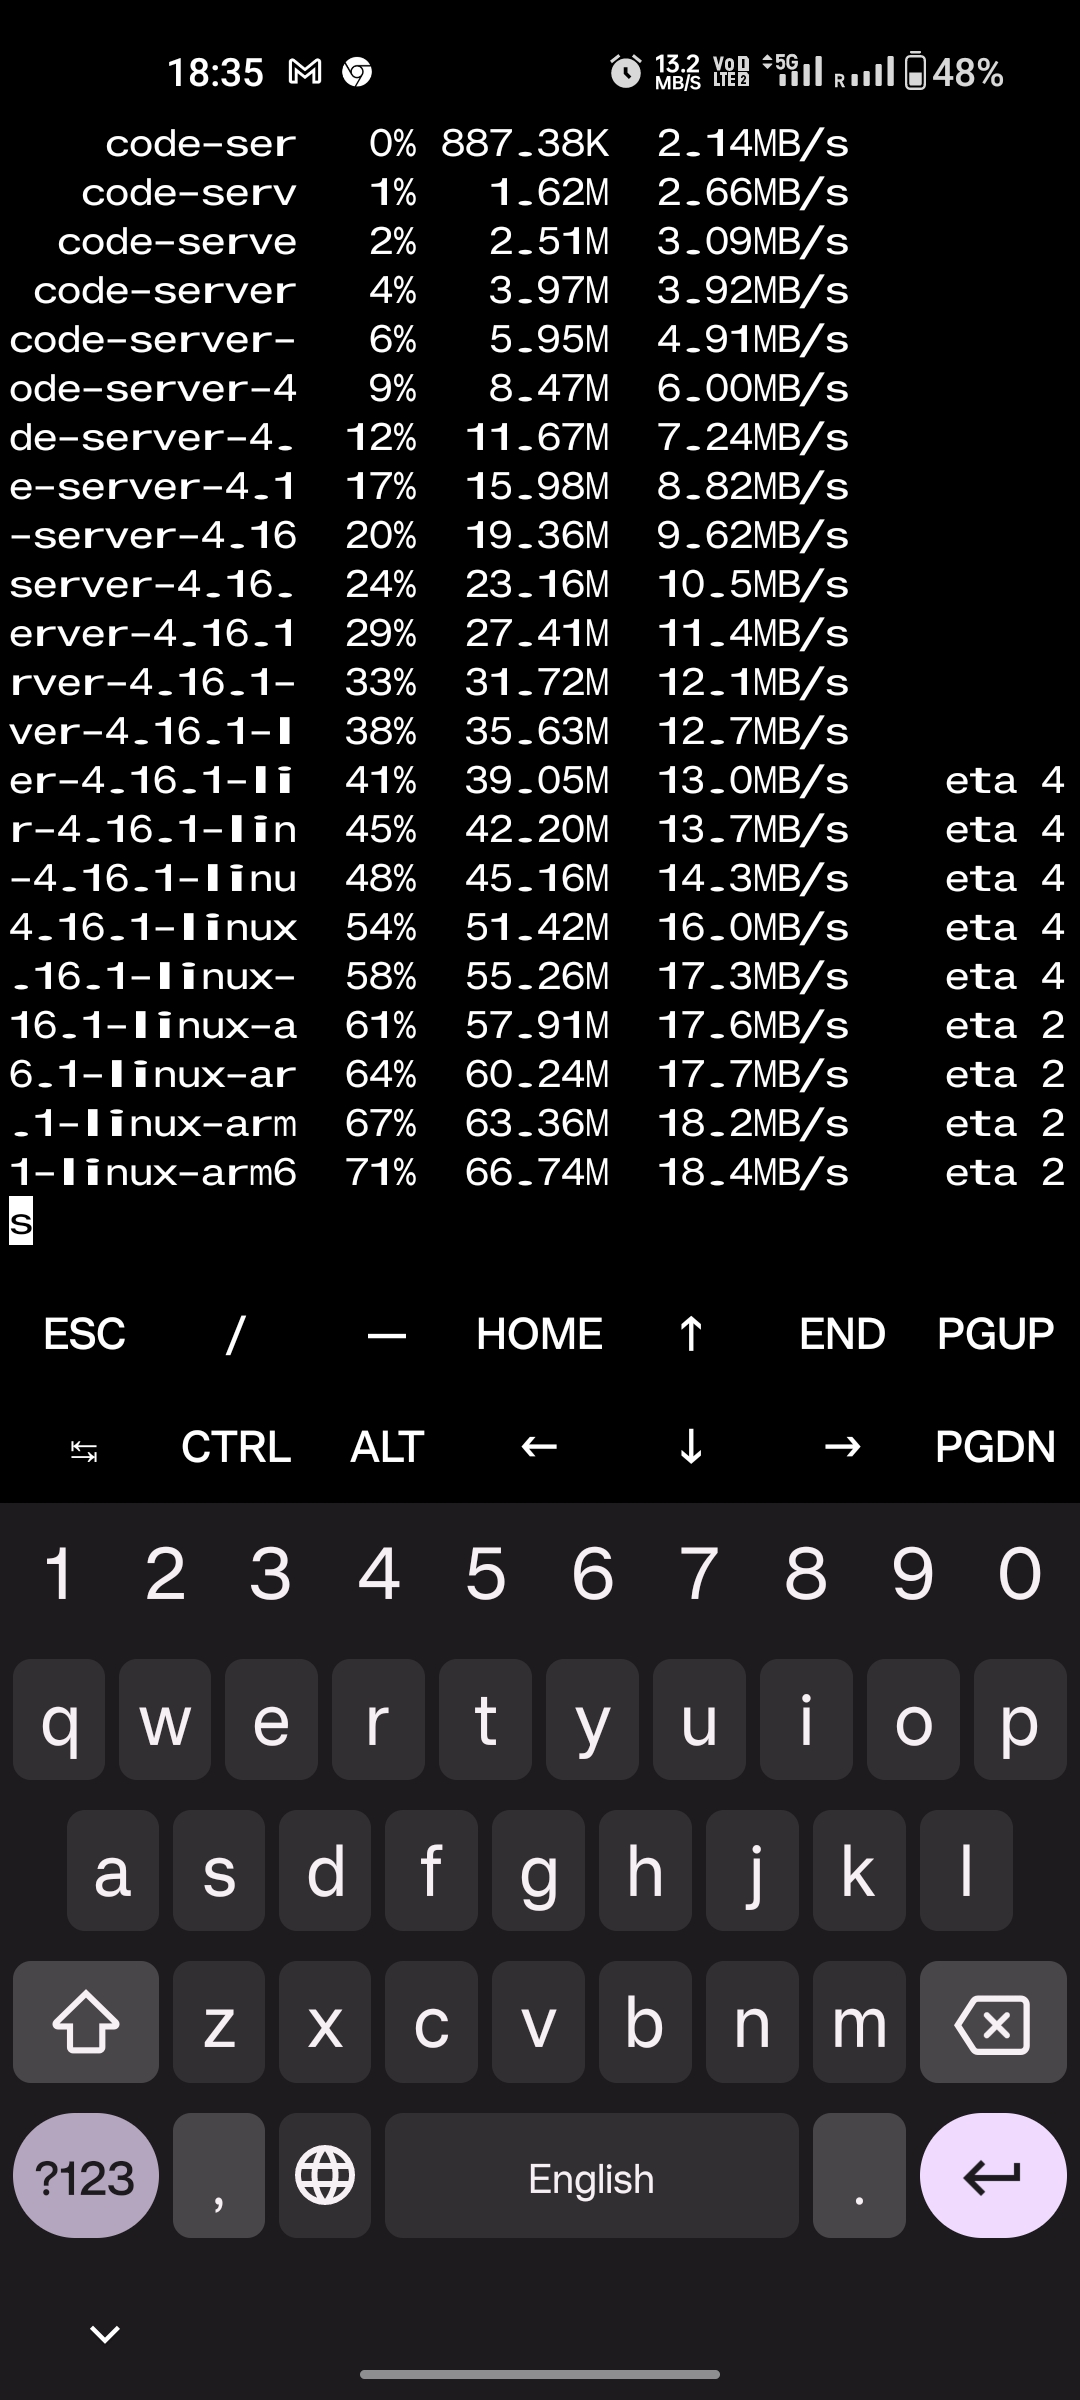 18:35 13.2 MB/S VoD LTE2 5G R 48%
code-ser 0% 887.38K 2.14MB/s
code-serv 1% 1.62M 2.66MB/s
code-serve 2% 2.51M 3.09MB/s
code-server 4% 3.97M 3.92MB/s
code-server- 6% 5.95M 4.91MB/s
ode-server-4 9% 8.47M 6.00MB/s
de-server-4. 12% 11.67M 7.24MB/s
e-server-4.1 17% 15.98M 8.82MB/s
-server-4.16 20% 19.36M 9.62MB/s
server-4.16. 24% 23.16M 10.5MB/s
erver-4.16.1 29% 27.41M 11.4MB/s
rver-4.16.1- 33% 31.72M 12.1MB/s
ver-4.16.1-l 38% 35.63M 12.7MB/s
er-4.16.1-li 41% 39.05M 13.0MB/s eta 4
r-4.16.1-lin 45% 42.20M 13.7MB/s eta 4
-4.16.1-linu 48% 45.16M 14.3MB/s eta 4
4.16.1-linux 54% 51.42M 16.0MB/s eta 4
.16.1-linux- 58% 55.26M 17.3MB/s eta 4
16.1-linux-a 61% 57.91M 17.6MB/s eta 2
6.1-linux-ar 64% 60.24M 17.7MB/s eta 2
.1-linux-arm 67% 63.36M 18.2MB/s eta 2
1-linux-arm6 71% 66.74M 18.4MB/s eta 2
s
ESC / — HOME ↑ END PGUP
↹ CTRL ALT ← ↓ → PGDN
1 2 3 4 5 6 7 8 9 0
q w e r t y u i o p
a s d f g h j k l
z x c v b n m
?123 , English .